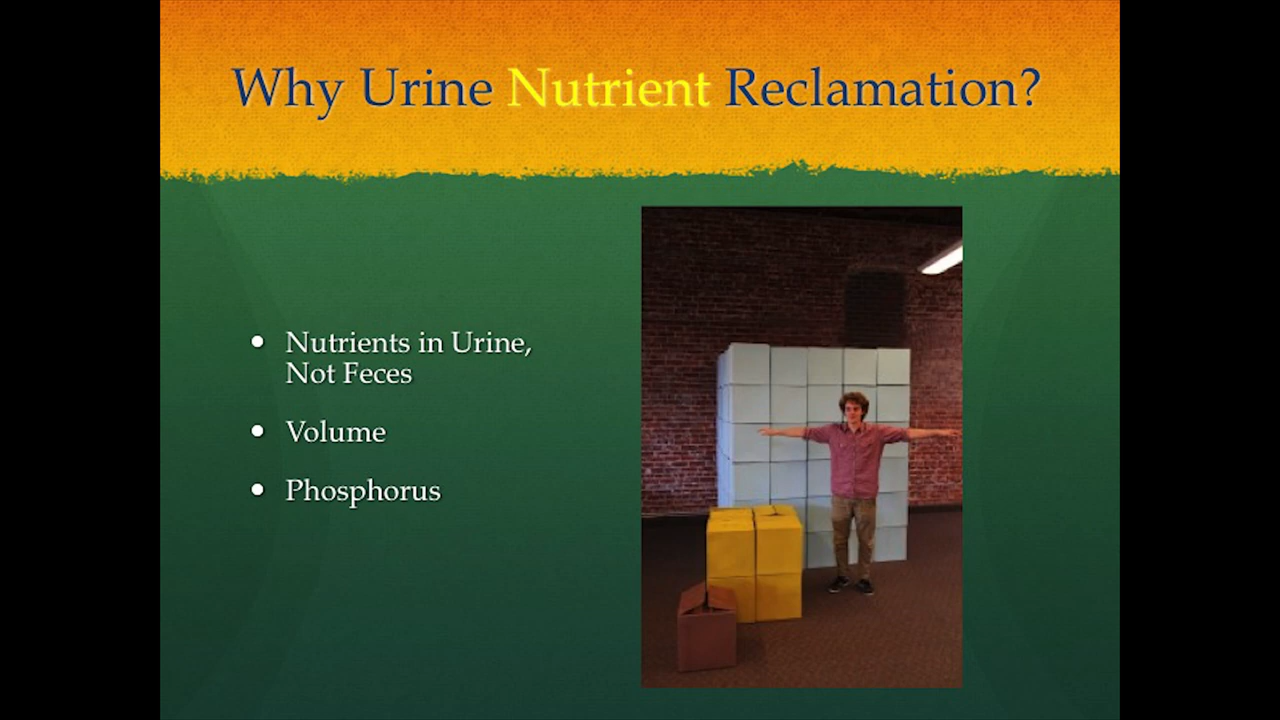 Why Urine Nutrient Reclamation?
• Nutrients in Urine,
Not Feces
• Volume
• Phosphorus